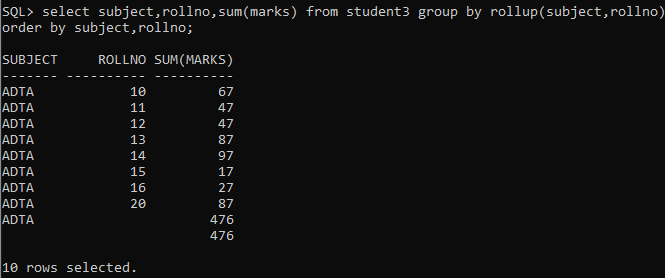 SQL> select subject,rollno,sum(marks) from student3 group by rollup(subject,rollno)
order by subject,rollno;
SUBJECT     ROLLNO SUM(MARKS)
------- ---------- ----------
ADTA            10         67
ADTA            11         47
ADTA            12         47
ADTA            13         87
ADTA            14         97
ADTA            15         17
ADTA            16         27
ADTA            20         87
ADTA                      476
                          476
10 rows selected.